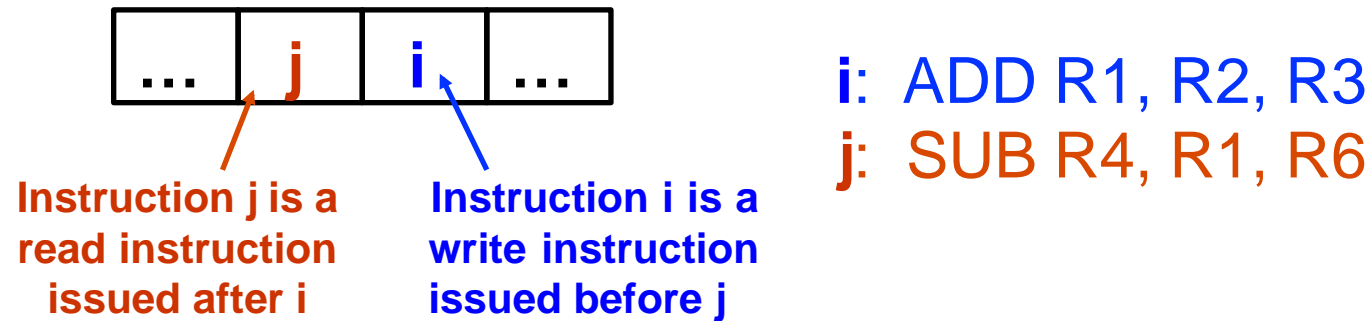 ... j i ...
i: ADD R1, R2, R3
j: SUB R4, R1, R6
Instruction j is a
read instruction
issued after i
Instruction i is a
write instruction
issued before j